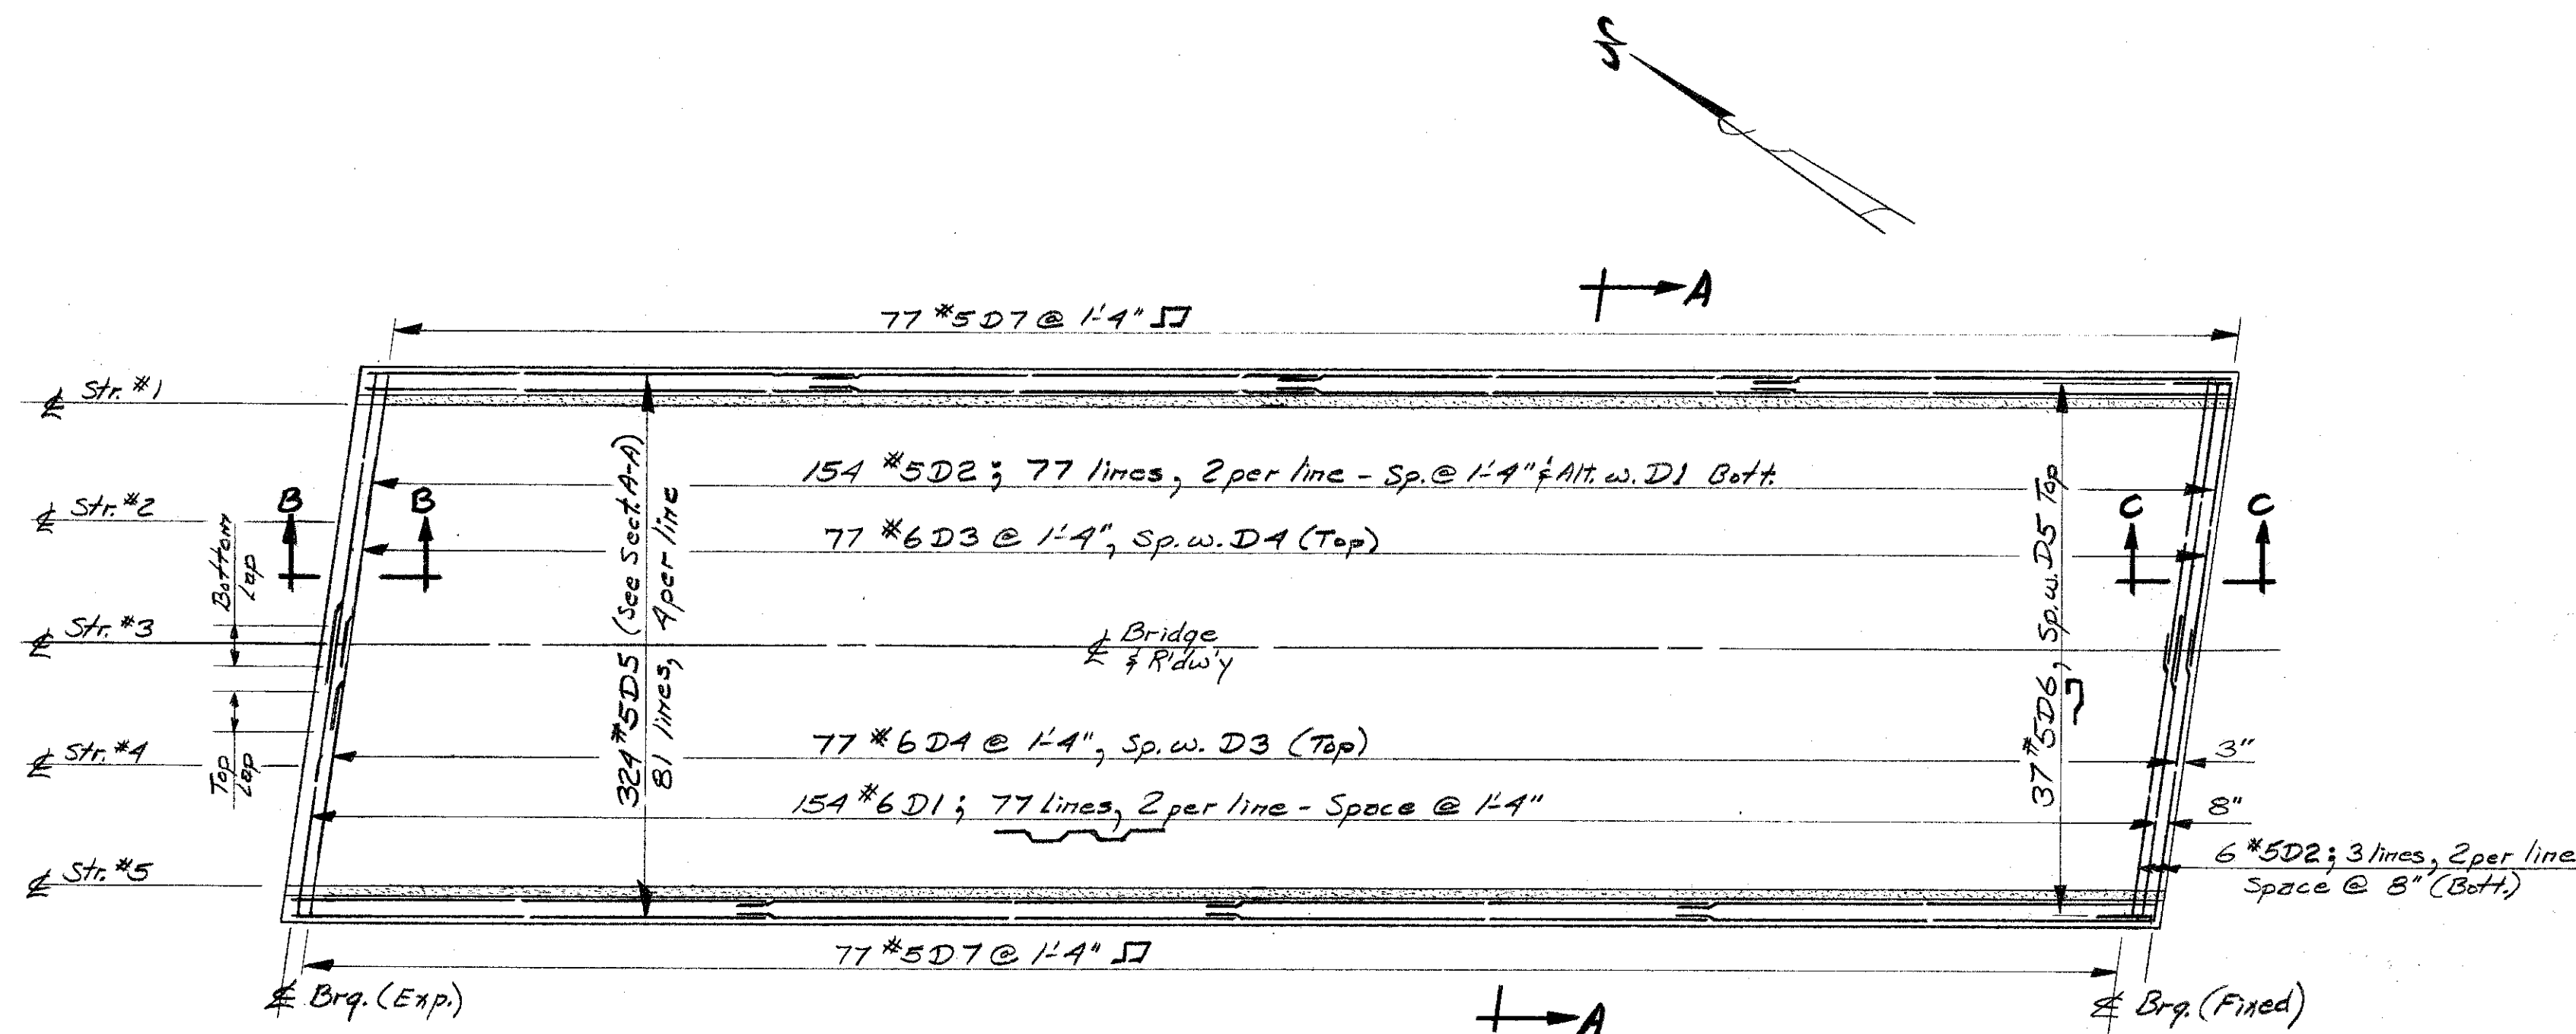 N
A
77 #5D7 @ 1'-4"
℄ Str. #1
154 #5D2; 77 lines, 2 per line - Sp. @ 1'-4" & Alt. w. D1 Bott.
℄ Str. #2
B B
C C
77 #6D3 @ 1'-4", Sp. w. D4 (Top)
Bottom
Lap
324 #5D5 (See Sect. A-A)
81 lines, 4 per line
37 #5D6, Sp. w. D5 Top
℄ Str. #3
℄ Bridge
& R'dw'y
Top
Lap
℄ Str. #4
77 #6D4 @ 1'-4", Sp. w. D3 (Top)
3"
154 #6D1; 77 Lines, 2 per line - Space @ 1'-4"
8"
℄ Str. #5
6 #5D2; 3 lines, 2 per line
Space @ 8" (Bott.)
77 #5D7 @ 1'-4"
℄ Brg. (Exp.)
℄ Brg. (Fixed)
A